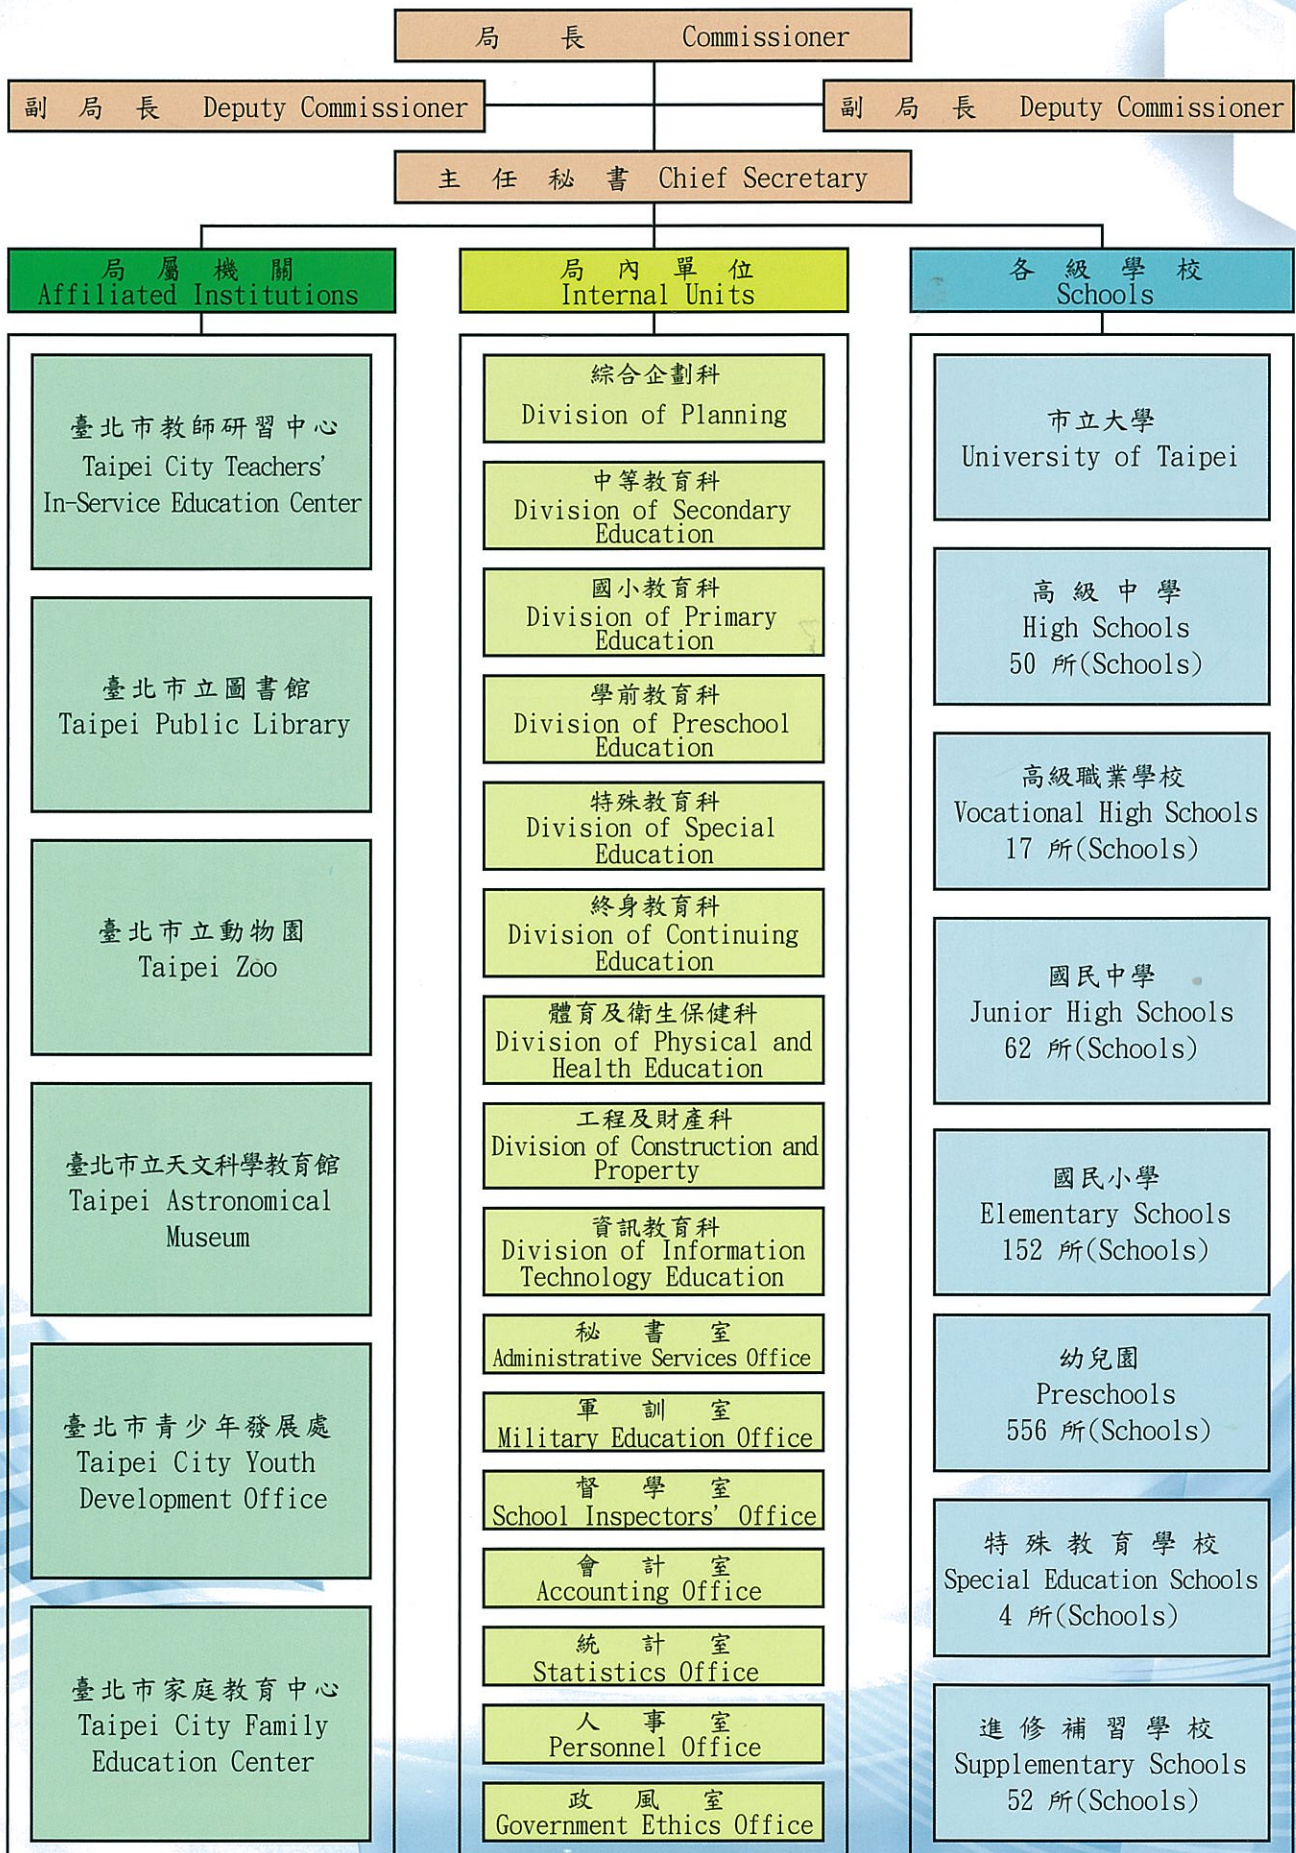 局長 Commissioner
副局長 Deputy Commissioner
副局長 Deputy Commissioner
主任秘書 Chief Secretary
局屬機關
Affiliated Institutions
臺北市教師研習中心
Taipei City Teachers'
In-Service Education Center
臺北市立圖書館
Taipei Public Library
臺北市立動物園
Taipei Zoo
臺北市立天文科學教育館
Taipei Astronomical
Museum
臺北市青少年發展處
Taipei City Youth
Development Office
臺北市家庭教育中心
Taipei City Family
Education Center
局內單位
Internal Units
綜合企劃科
Division of Planning
中等教育科
Division of Secondary
Education
國小教育科
Division of Primary
Education
學前教育科
Division of Preschool
Education
特殊教育科
Division of Special
Education
終身教育科
Division of Continuing
Education
體育及衛生保健科
Division of Physical and
Health Education
工程及財產科
Division of Construction and
Property
資訊教育科
Division of Information
Technology Education
秘書室
Administrative Services Office
軍訓室
Military Education Office
督學室
School Inspectors' Office
會計室
Accounting Office
統計室
Statistics Office
人事室
Personnel Office
政風室
Government Ethics Office
各級學校
Schools
市立大學
University of Taipei
高級中學
High Schools
50 所(Schools)
高級職業學校
Vocational High Schools
17 所(Schools)
國民中學
Junior High Schools
62 所(Schools)
國民小學
Elementary Schools
152 所(Schools)
幼兒園
Preschools
556 所(Schools)
特殊教育學校
Special Education Schools
4 所(Schools)
進修補習學校
Supplementary Schools
52 所(Schools)